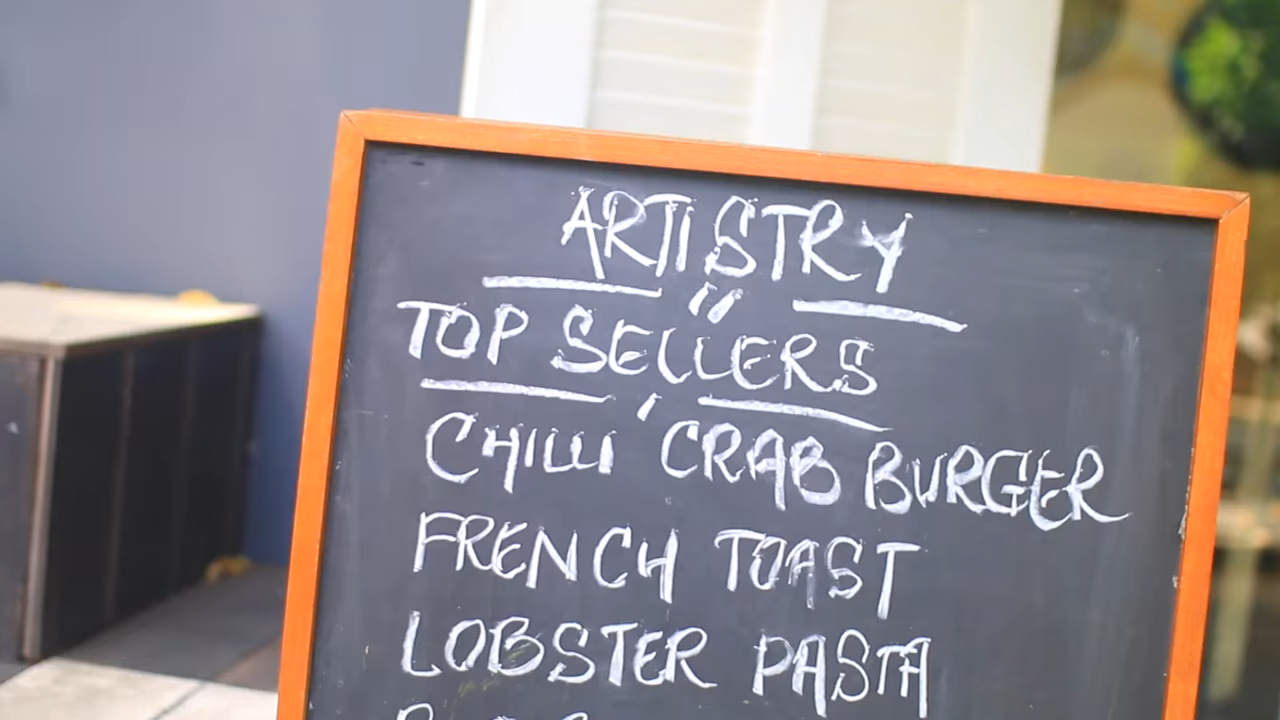 ARTISTRY
TOP SELLERS
CHILLI CRAB BURGER
FRENCH TOAST
LOBSTER PASTA